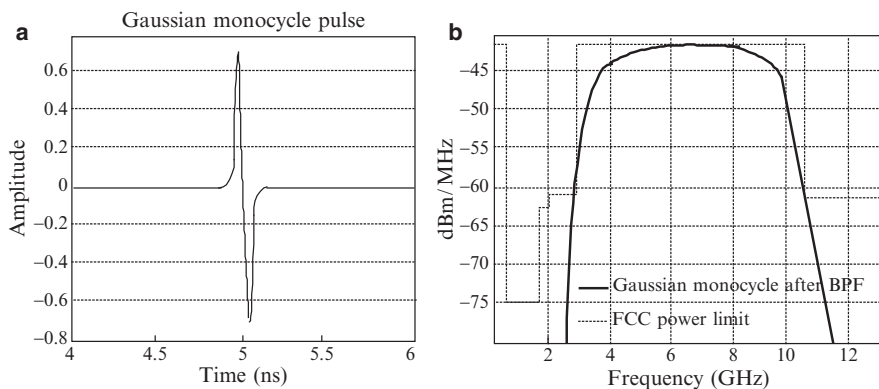 a
Gaussian monocycle pulse
0.6
0.4
0.2
0
−0.2
−0.4
−0.6
−0.8
Amplitude
4
4.5
5
5.5
6
Time (ns)
b
−45
−50
−55
−60
−65
−70
−75
dBm/MHz
Gaussian monocycle after BPF
FCC power limit
2
4
6
8
10
12
Frequency (GHz)